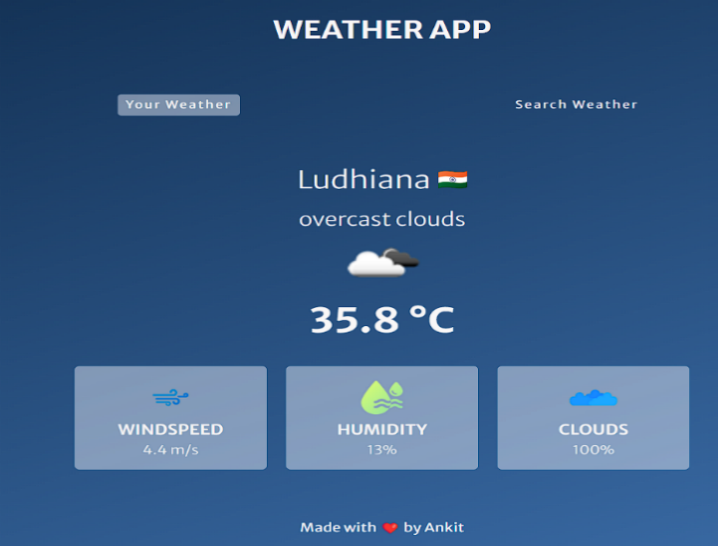 WEATHER APP
Your Weather Search Weather
Ludhiana
overcast clouds
35.8 °C
WINDSPEED HUMIDITY CLOUDS
4.4 m/s 13% 100%
Made with ❤️ by Ankit